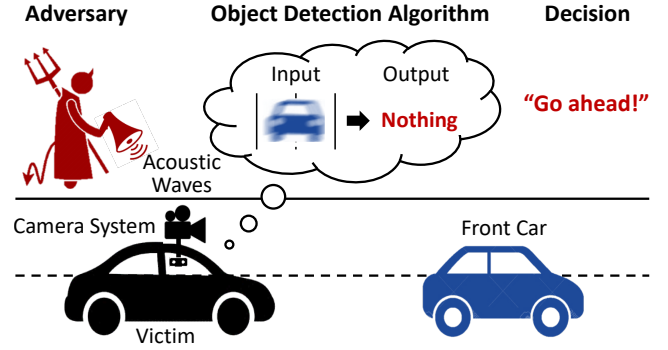 Adversary
Object Detection Algorithm
Decision
Input
Output
Nothing
“Go ahead!”
Acoustic
Waves
Camera System
Front Car
Victim